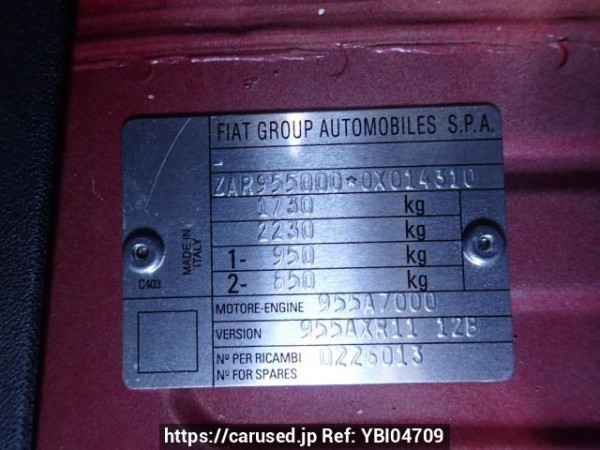 FIAT GROUP AUTOMOBILES S.P.A.
-
ZAR955000*0X014310
1730 kg
2230 kg
1- 950 kg
2- 850 kg
MADE IN
ITALY
C403
MOTORE-ENGINE 955A7000
VERSION 955AXR11 12B
Nº PER RICAMBI 0226013
Nº FOR SPARES
https://carused.jp Ref: YBI04709